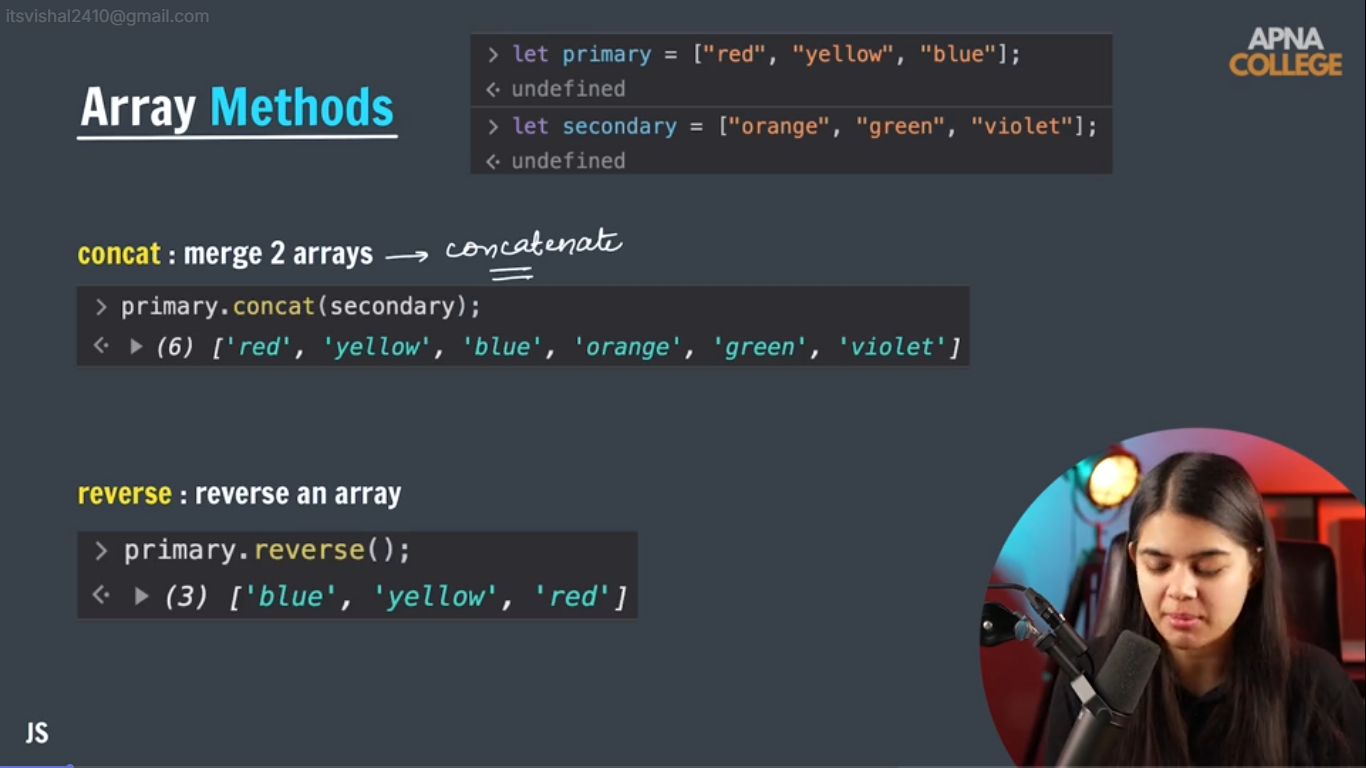 itsvishal2410@gmail.com
APNA
COLLEGE
Array Methods
> let primary = ["red", "yellow", "blue"];
<· undefined
> let secondary = ["orange", "green", "violet"];
<· undefined
concat : merge 2 arrays → concatenate
> primary.concat(secondary);
<· ▶ (6) ['red', 'yellow', 'blue', 'orange', 'green', 'violet']
reverse : reverse an array
> primary.reverse();
<· ▶ (3) ['blue', 'yellow', 'red']
JS